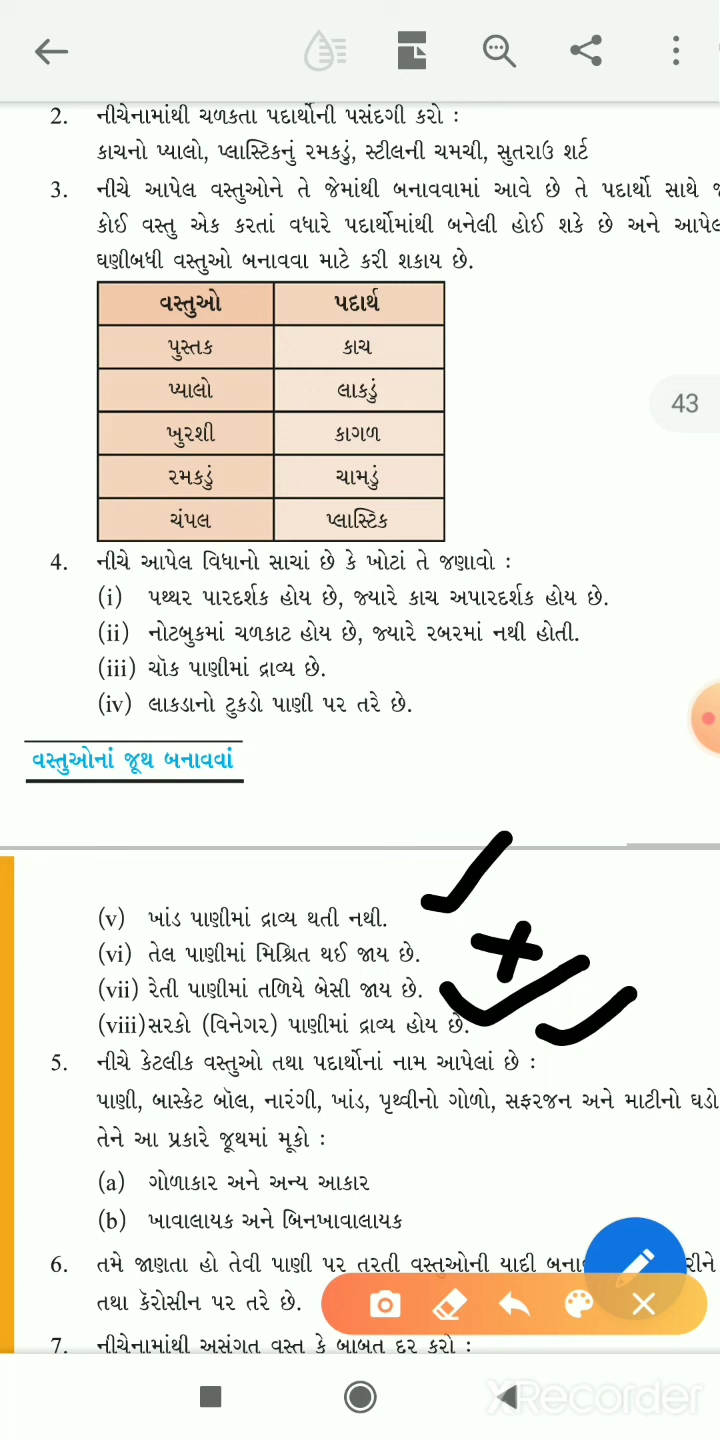 2. નીચેનામાંથી ચળકતા પદાર્થોની પસંદગી કરો :
કાચનો પ્યાલો, પ્લાસ્ટિકનું રમકડું, સ્ટીલની ચમચી, સુતરાઉ શર્ટ
3. નીચે આપેલ વસ્તુઓને તે જેમાંથી બનાવવામાં આવે છે તે પદાર્થો સાથે
કોઈ વસ્તુ એક કરતાં વધારે પદાર્થોમાંથી બનેલી હોઈ શકે છે અને આપેલ
ઘણીબધી વસ્તુઓ બનાવવા માટે કરી શકાય છે.
વસ્તુઓ પદાર્થ
પુસ્તક કાચ
પ્યાલો લાકડું
43
ખુરશી કાગળ
રમકડું ચામડું
ચંપલ પ્લાસ્ટિક
4. નીચે આપેલ વિધાનો સાચાં છે કે ખોટાં તે જણાવો :
(i) પથ્થર પારદર્શક હોય છે, જ્યારે કાચ અપારદર્શક હોય છે.
(ii) નોટબુકમાં ચળકાટ હોય છે, જ્યારે રબરમાં નથી હોતી.
(iii) ચૉક પાણીમાં દ્રાવ્ય છે.
(iv) લાકડાનો ટુકડો પાણી પર તરે છે.
વસ્તુઓનાં જૂથ બનાવવાં
(v) ખાંડ પાણીમાં દ્રાવ્ય થતી નથી.
(vi) તેલ પાણીમાં મિશ્રિત થઈ જાય છે.
(vii) રેતી પાણીમાં તળિયે બેસી જાય છે.
(viii) સરકો (વિનેગર) પાણીમાં દ્રાવ્ય હોય છે.
5. નીચે કેટલીક વસ્તુઓ તથા પદાર્થોનાં નામ આપેલાં છે :
પાણી, બાસ્કેટ બૉલ, નારંગી, ખાંડ, પૃથ્વીનો ગોળો, સફરજન અને માટીનો ઘડો
તેને આ પ્રકારે જૂથમાં મૂકો :
(a) ગોળાકાર અને અન્ય આકાર
(b) ખાવાલાયક અને બિનખાવાલાયક
6. તમે જાણતા હો તેવી પાણી પર તરતી વસ્તુઓની યાદી
તથા કૅરોસીન પર તરે છે.
7. નીચેનામાંથી અસંગત વસ્તુ કે બાબત દૂર કરો :
XRecorder